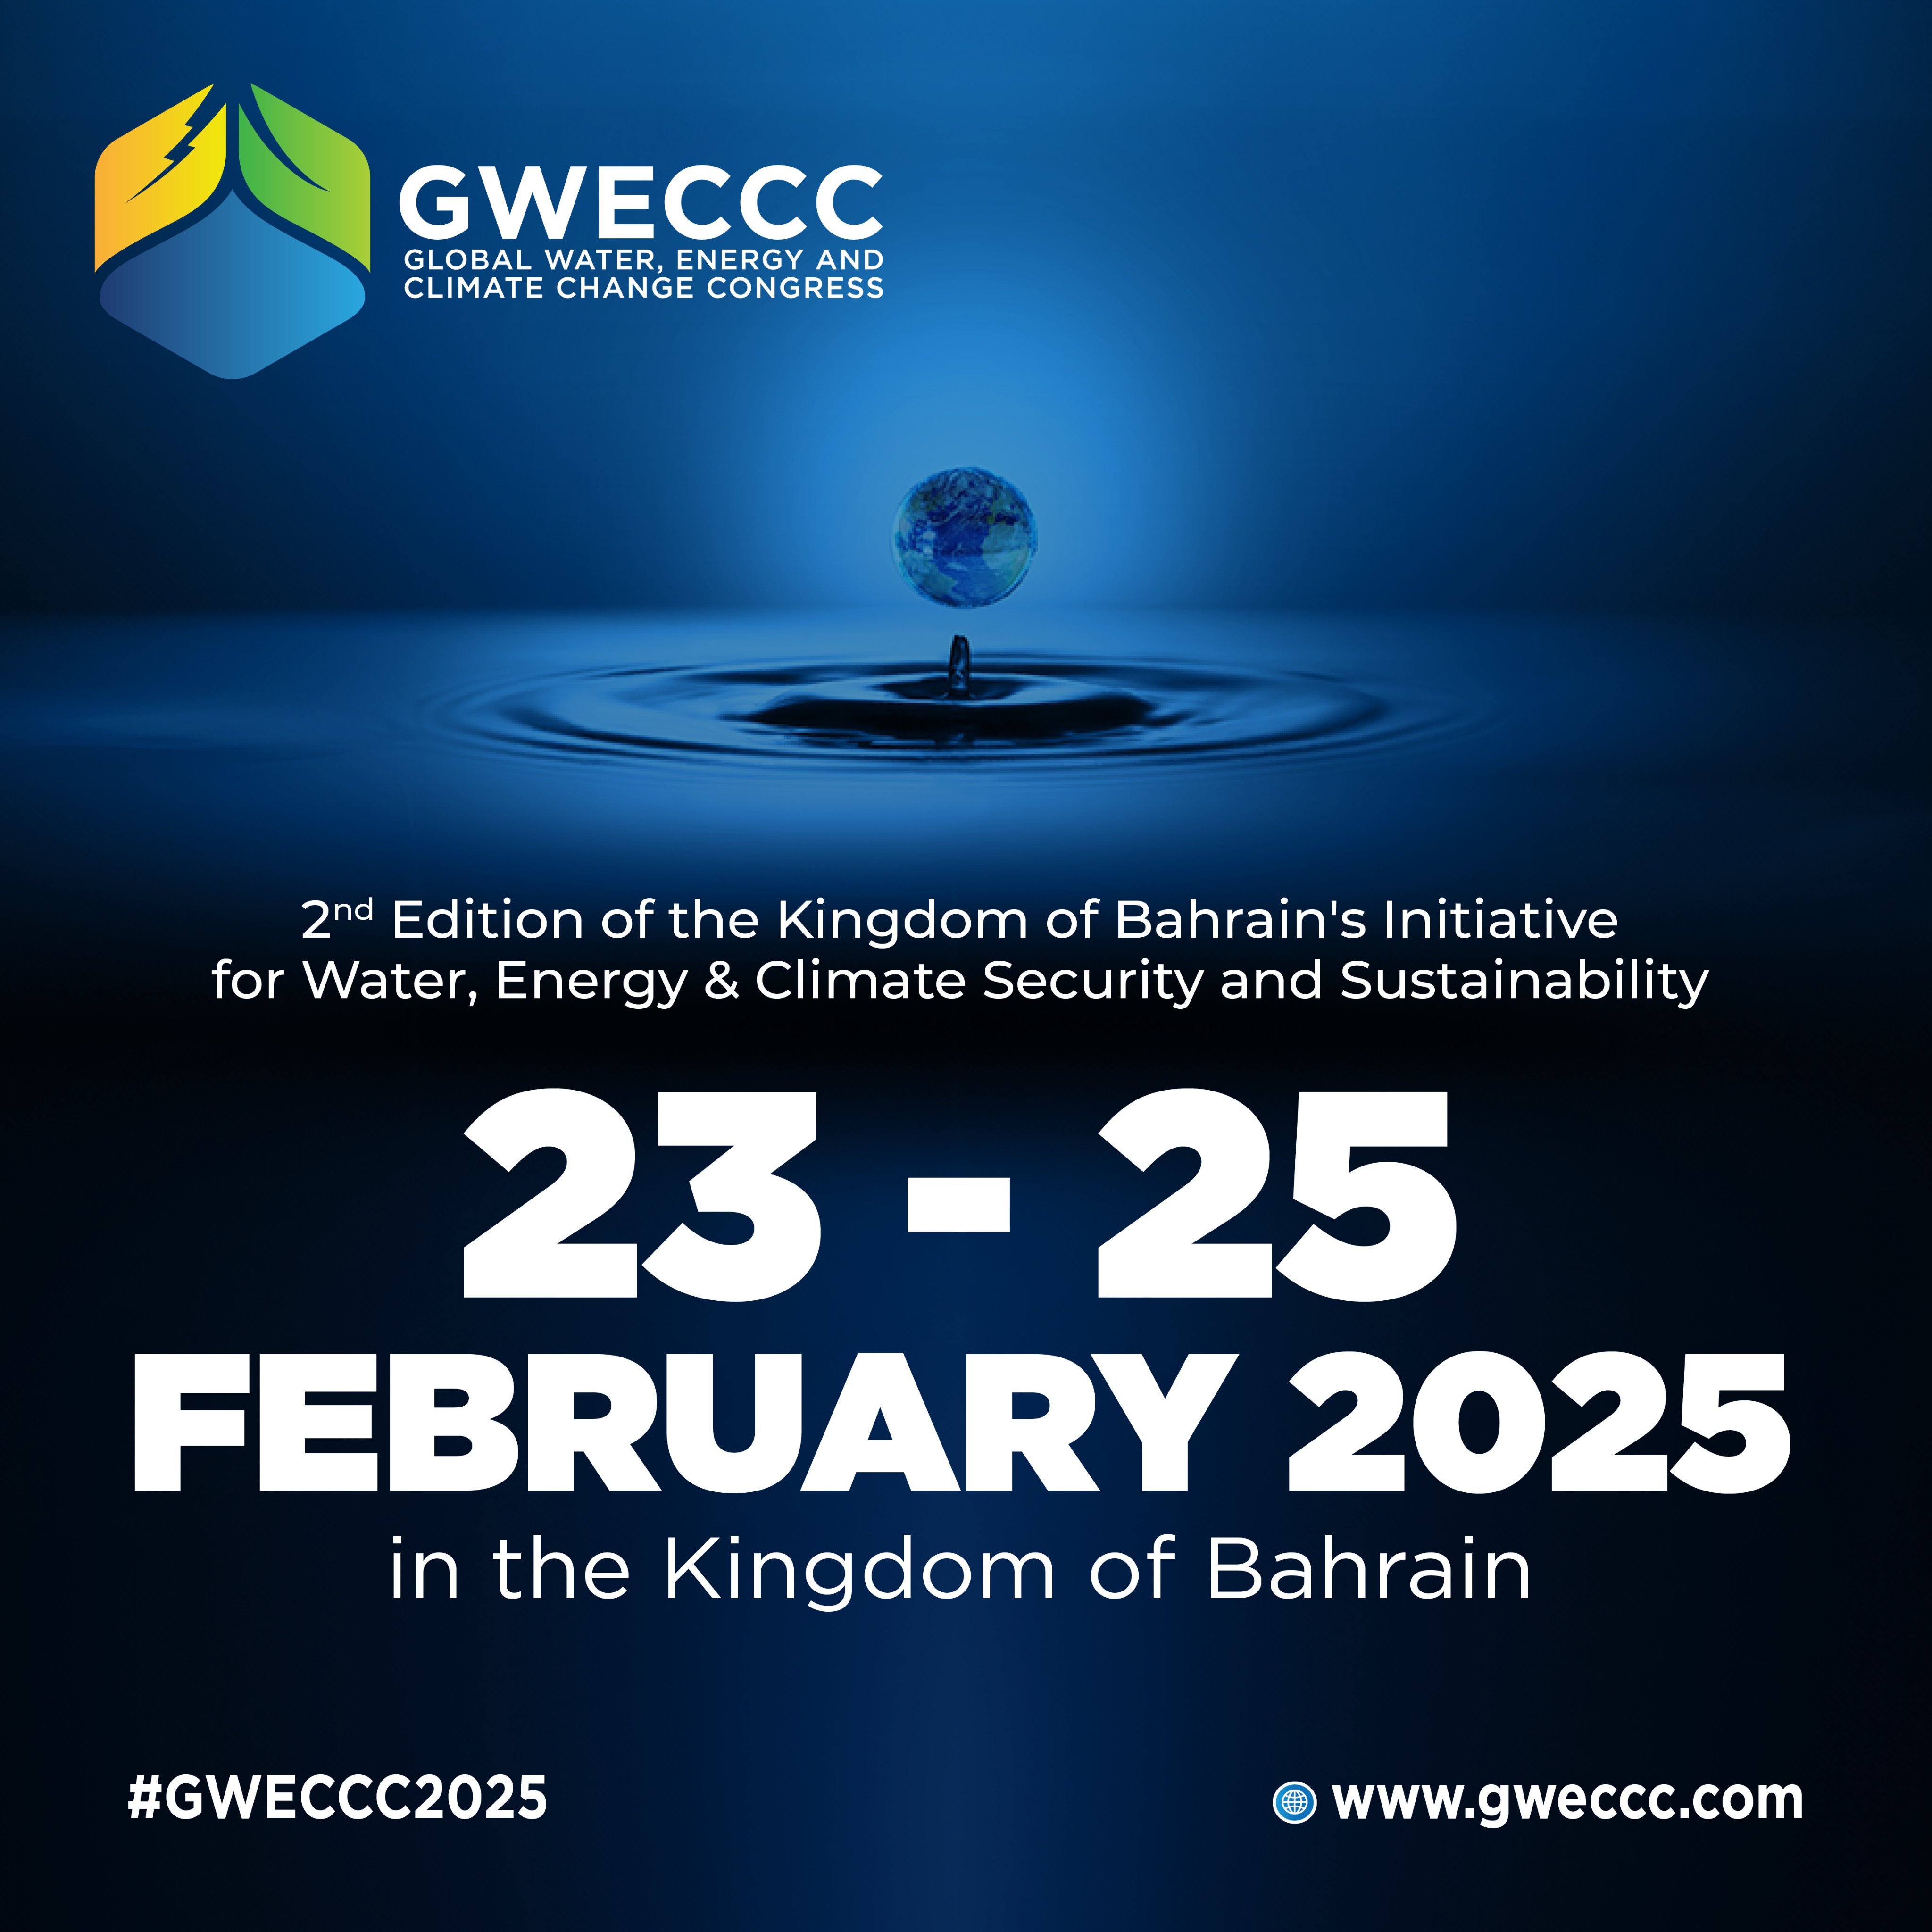 GWECCC
GLOBAL WATER, ENERGY AND
CLIMATE CHANGE CONGRESS
2nd Edition of the Kingdom of Bahrain's Initiative
for Water, Energy & Climate Security and Sustainability
23 - 25
FEBRUARY 2025
in the Kingdom of Bahrain
#GWECCC2025
www.gweccc.com